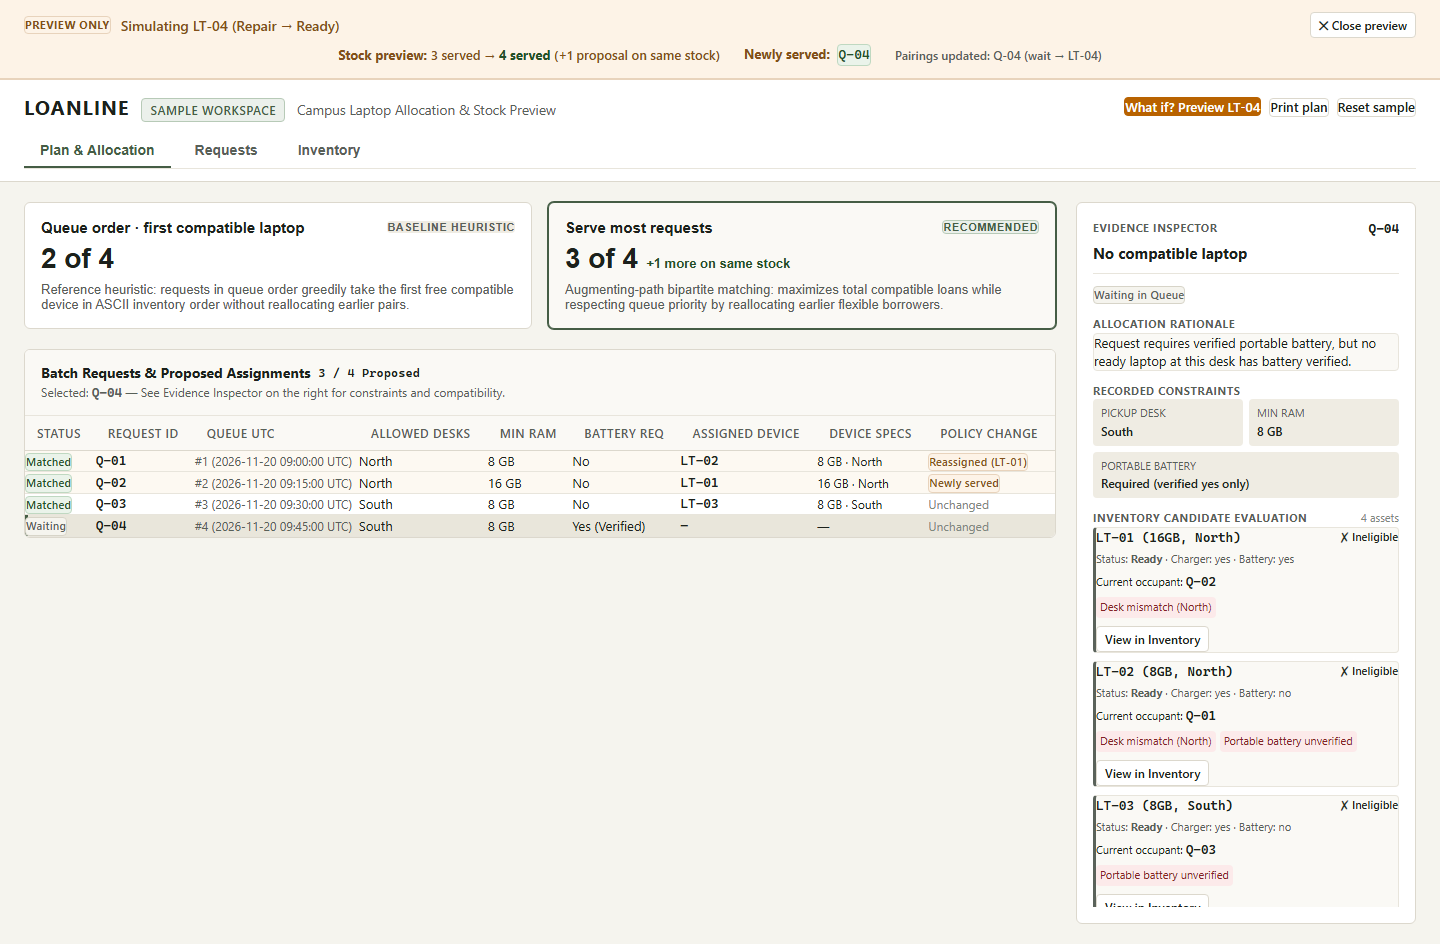 PREVIEW ONLY Simulating LT-04 (Repair → Ready) ✕ Close preview
Stock preview: 3 served → 4 served (+1 proposal on same stock) Newly served: Q-04 Pairings updated: Q-04 (wait → LT-04)
LOANLINE SAMPLE WORKSPACE Campus Laptop Allocation & Stock Preview What if? Preview LT-04 Print plan Reset sample
Plan & Allocation Requests Inventory
Queue order · first compatible laptop BASELINE HEURISTIC
2 of 4
Reference heuristic: requests in queue order greedily take the first free compatible
device in ASCII inventory order without reallocating earlier pairs.
Serve most requests RECOMMENDED
3 of 4 +1 more on same stock
Augmenting-path bipartite matching: maximizes total compatible loans while
respecting queue priority by reallocating earlier flexible borrowers.
Batch Requests & Proposed Assignments 3 / 4 Proposed
Selected: Q-04 — See Evidence Inspector on the right for constraints and compatibility.
STATUS REQUEST ID QUEUE UTC ALLOWED DESKS MIN RAM BATTERY REQ ASSIGNED DEVICE DEVICE SPECS POLICY CHANGE
Matched Q-01 #1 (2026-11-20 09:00:00 UTC) North 8 GB No LT-02 8 GB · North Reassigned (LT-01)
Matched Q-02 #2 (2026-11-20 09:15:00 UTC) North 16 GB No LT-01 16 GB · North Newly served
Matched Q-03 #3 (2026-11-20 09:30:00 UTC) South 8 GB No LT-03 8 GB · South Unchanged
Waiting Q-04 #4 (2026-11-20 09:45:00 UTC) South 8 GB Yes (Verified) — — Unchanged
EVIDENCE INSPECTOR Q-04
No compatible laptop
Waiting in Queue
ALLOCATION RATIONALE
Request requires verified portable battery, but no
ready laptop at this desk has battery verified.
RECORDED CONSTRAINTS
PICKUP DESK MIN RAM
South 8 GB
PORTABLE BATTERY
Required (verified yes only)
INVENTORY CANDIDATE EVALUATION 4 assets
LT-01 (16GB, North) ✗ Ineligible
Status: Ready · Charger: yes · Battery: yes
Current occupant: Q-02
Desk mismatch (North)
View in Inventory
LT-02 (8GB, North) ✗ Ineligible
Status: Ready · Charger: yes · Battery: no
Current occupant: Q-01
Desk mismatch (North) Portable battery unverified
View in Inventory
LT-03 (8GB, South) ✗ Ineligible
Status: Ready · Charger: yes · Battery: no
Current occupant: Q-03
Portable battery unverified
View in Inventory